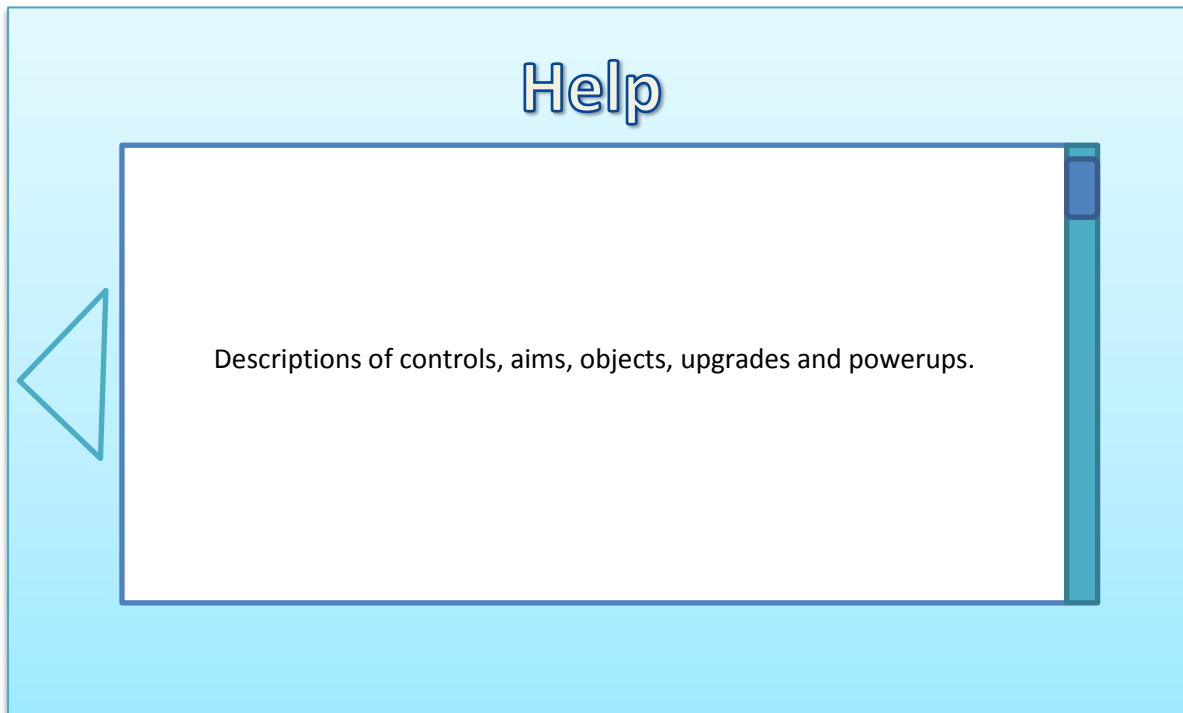 Help
Descriptions of controls, aims, objects, upgrades and powerups.